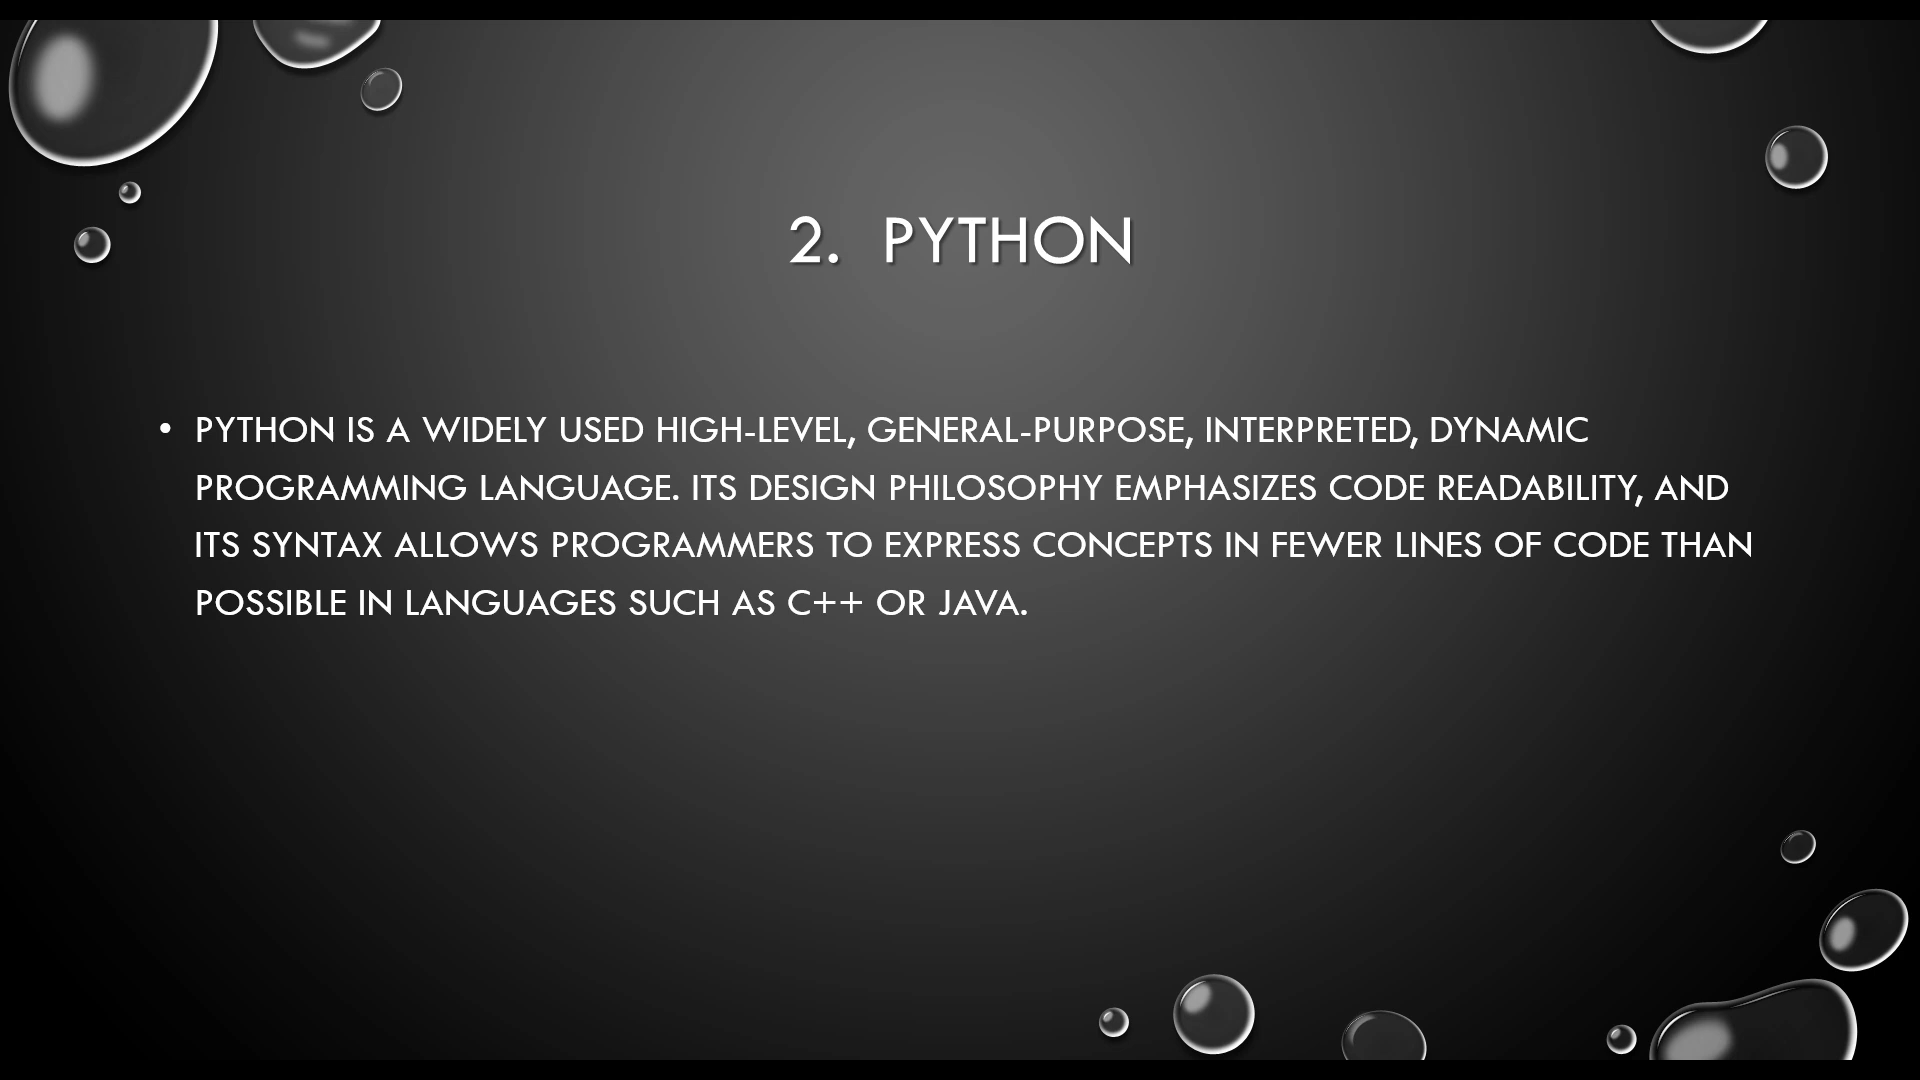 2. PYTHON
• PYTHON IS A WIDELY USED HIGH-LEVEL, GENERAL-PURPOSE, INTERPRETED, DYNAMIC
PROGRAMMING LANGUAGE. ITS DESIGN PHILOSOPHY EMPHASIZES CODE READABILITY, AND
ITS SYNTAX ALLOWS PROGRAMMERS TO EXPRESS CONCEPTS IN FEWER LINES OF CODE THAN
POSSIBLE IN LANGUAGES SUCH AS C++ OR JAVA.